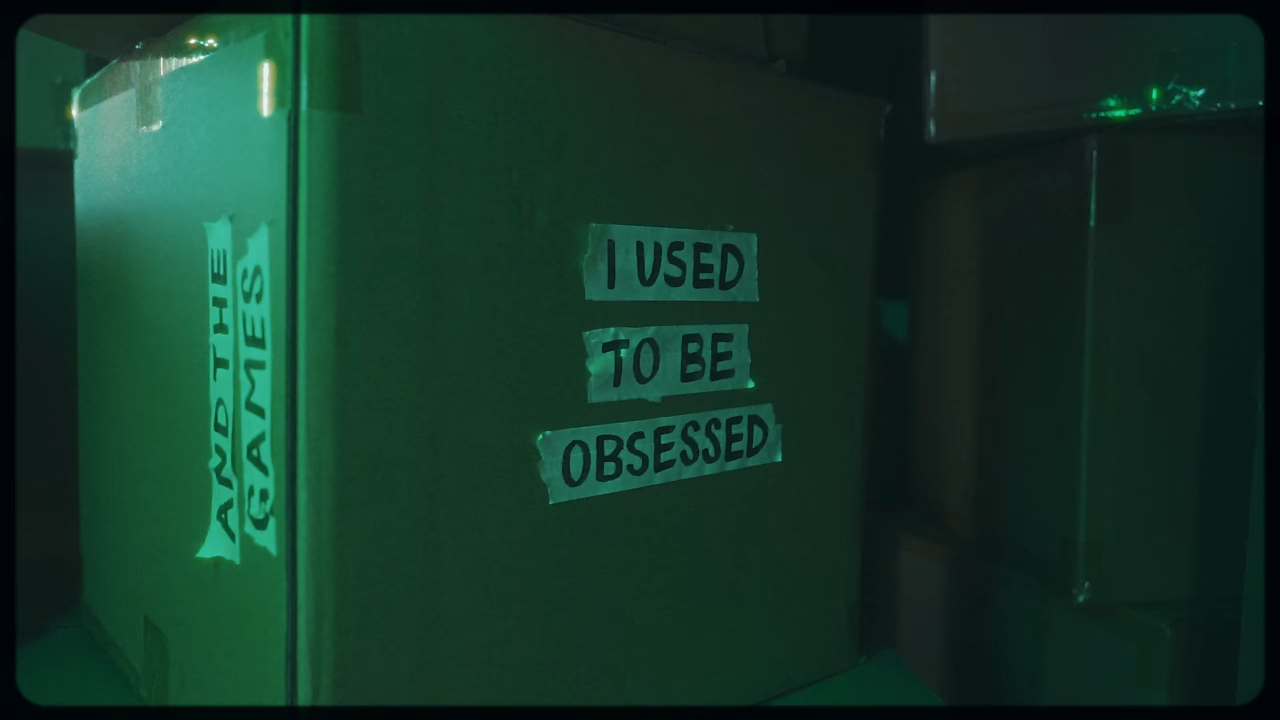 AND THE
GAMES
I USED
TO BE
OBSESSED